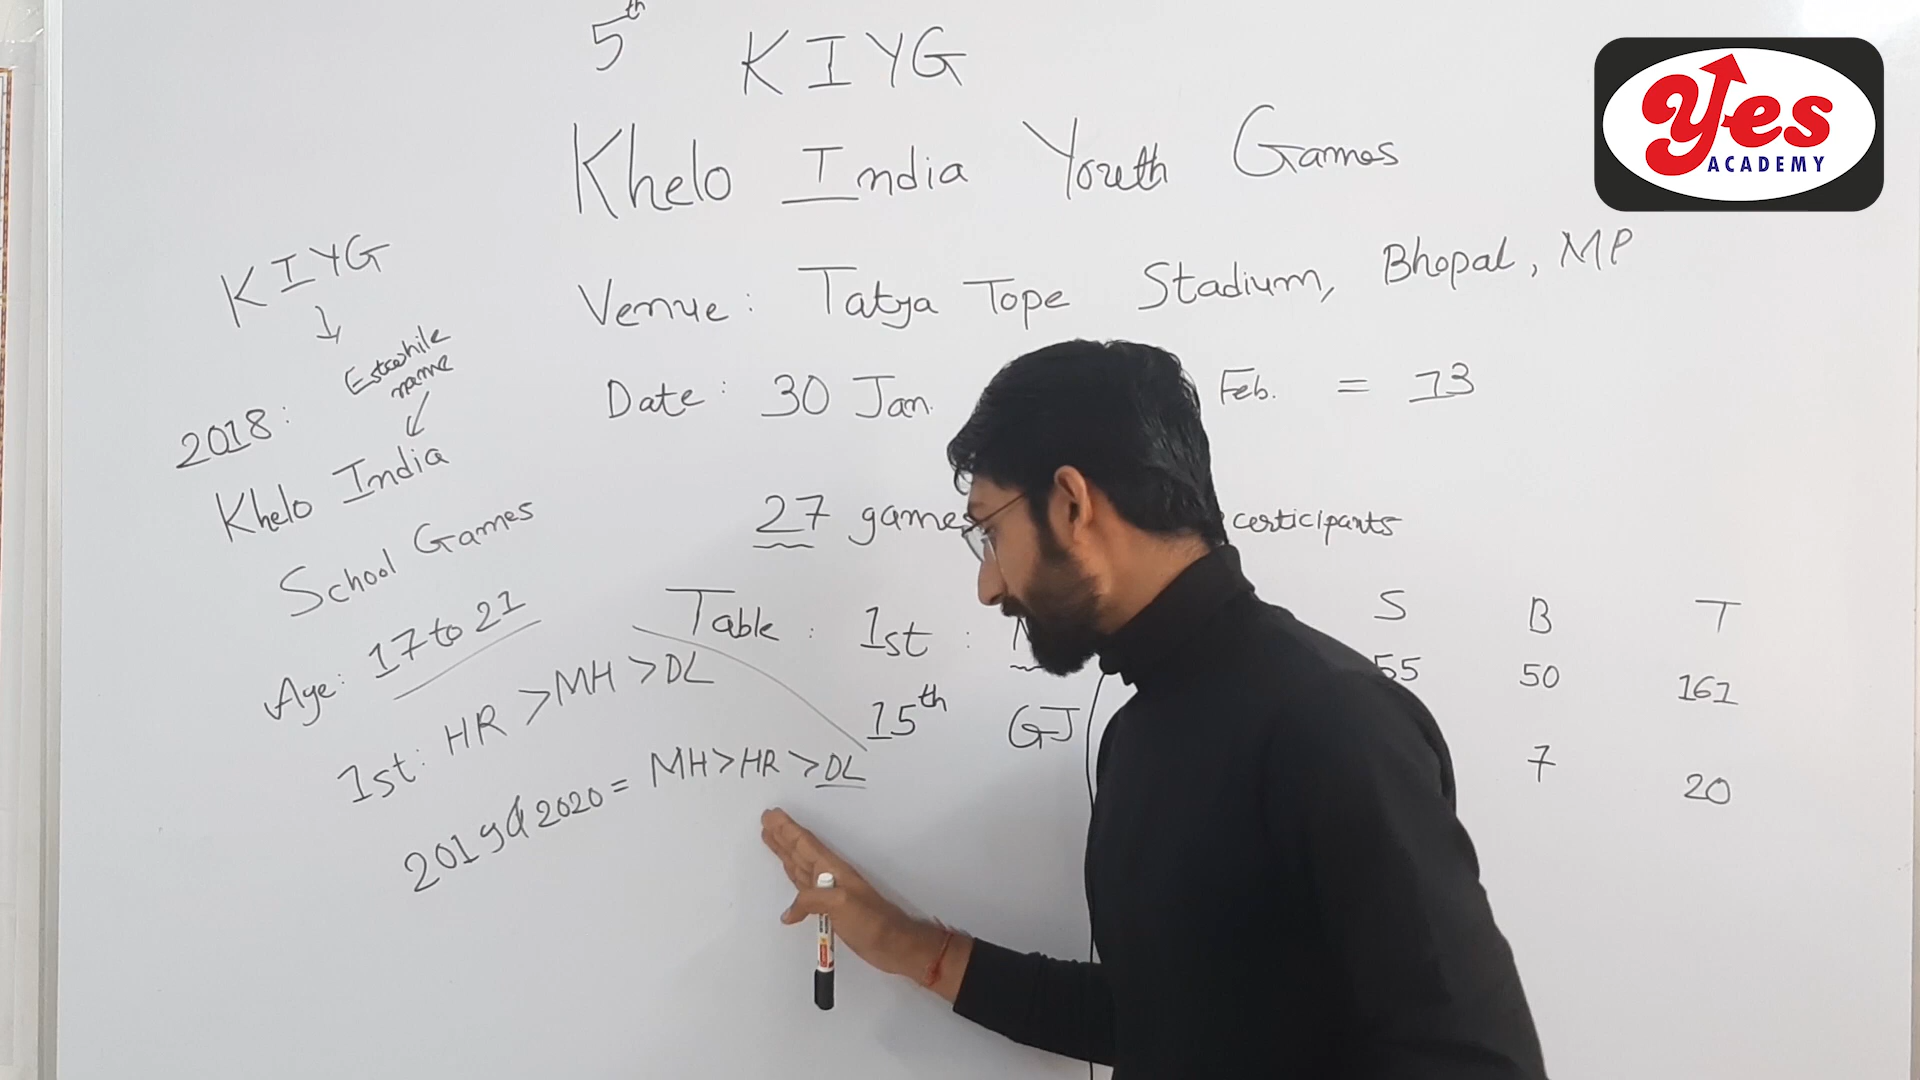 5th KIYG
Khelo India Youth Games
Venue: Tatya Tope Stadium, Bhopal, MP
Date: 30 Jan. Feb. = 13
27 games
Table: 1st:
S B T
55 50 161
15th GJ
7 20
KIYG
Estwhile
name
2018:
Khelo India
School Games
Age: 17 to 21
1st: HR > MH > DL
2019 & 2020 = MH > HR > DL
Yes
ACADEMY